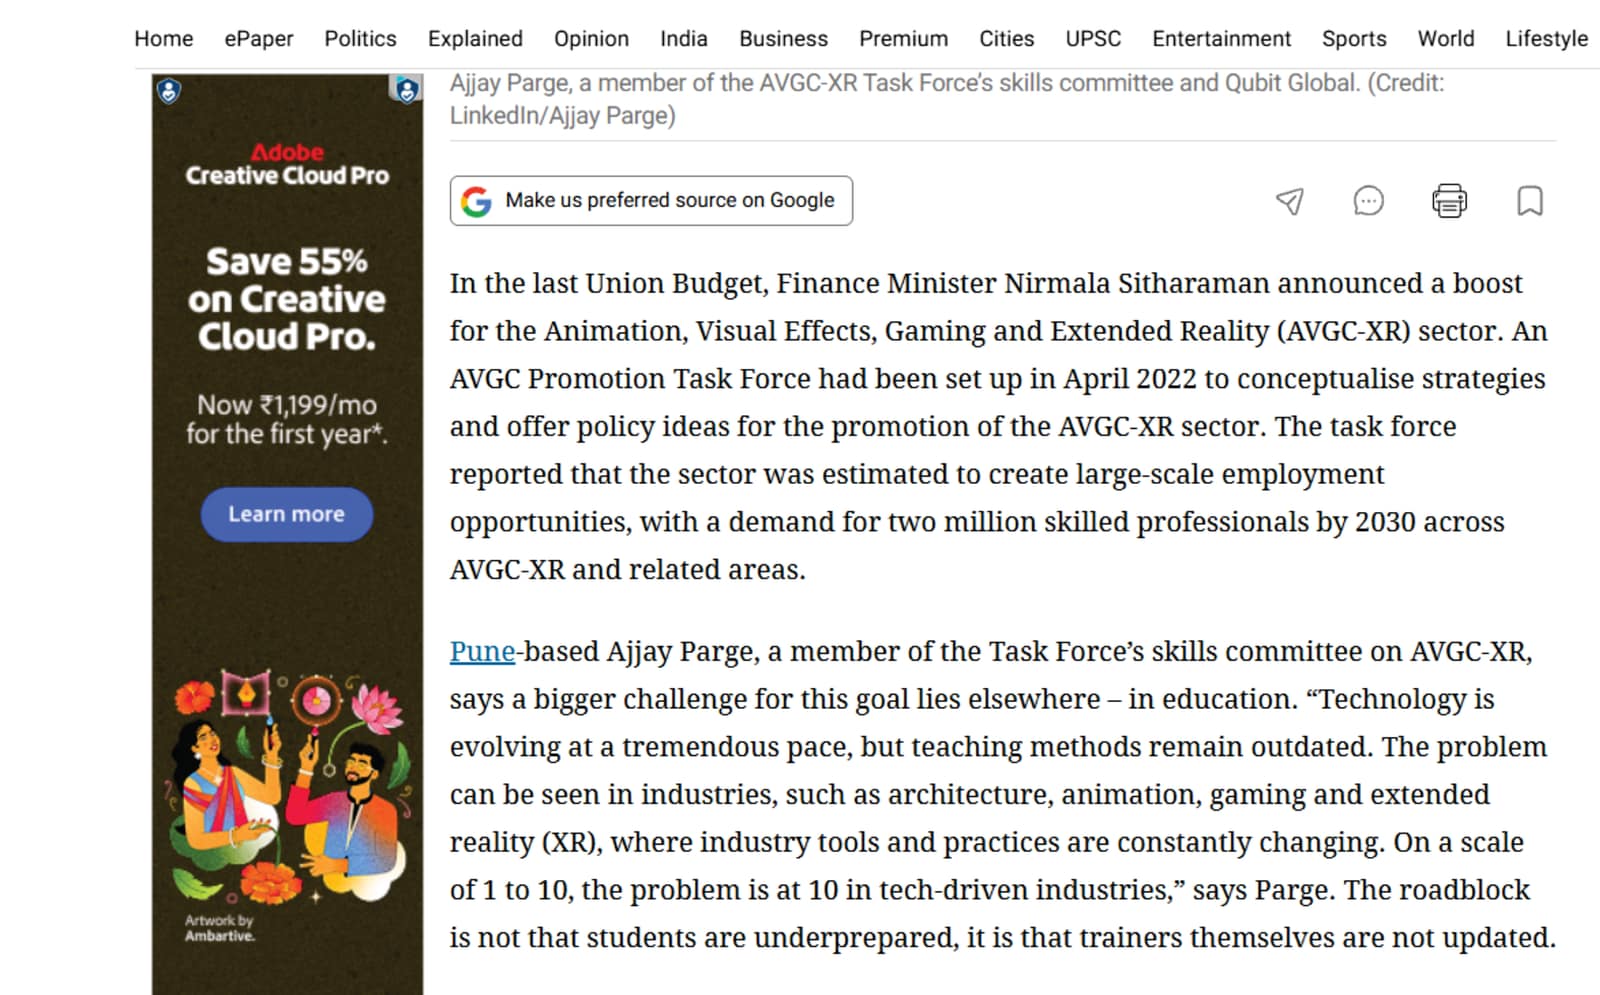 Home ePaper Politics Explained Opinion India Business Premium Cities UPSC Entertainment Sports World Lifestyle
Adobe
Creative Cloud Pro
Save 55%
on Creative
Cloud Pro.
Now ₹1,199/mo
for the first year*.
Learn more
Artwork by
Ambartive.
Ajjay Parge, a member of the AVGC-XR Task Force’s skills committee and Qubit Global. (Credit:
LinkedIn/Ajjay Parge)
Make us preferred source on Google
In the last Union Budget, Finance Minister Nirmala Sitharaman announced a boost
for the Animation, Visual Effects, Gaming and Extended Reality (AVGC-XR) sector. An
AVGC Promotion Task Force had been set up in April 2022 to conceptualise strategies
and offer policy ideas for the promotion of the AVGC-XR sector. The task force
reported that the sector was estimated to create large-scale employment
opportunities, with a demand for two million skilled professionals by 2030 across
AVGC-XR and related areas.
Pune-based Ajjay Parge, a member of the Task Force’s skills committee on AVGC-XR,
says a bigger challenge for this goal lies elsewhere – in education. “Technology is
evolving at a tremendous pace, but teaching methods remain outdated. The problem
can be seen in industries, such as architecture, animation, gaming and extended
reality (XR), where industry tools and practices are constantly changing. On a scale
of 1 to 10, the problem is at 10 in tech-driven industries,” says Parge. The roadblock
is not that students are underprepared, it is that trainers themselves are not updated.